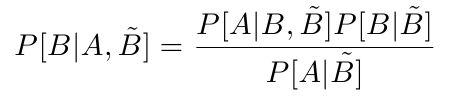 P[B|A, B̃] = P[A|B, B̃]P[B|B̃] / P[A|B̃]